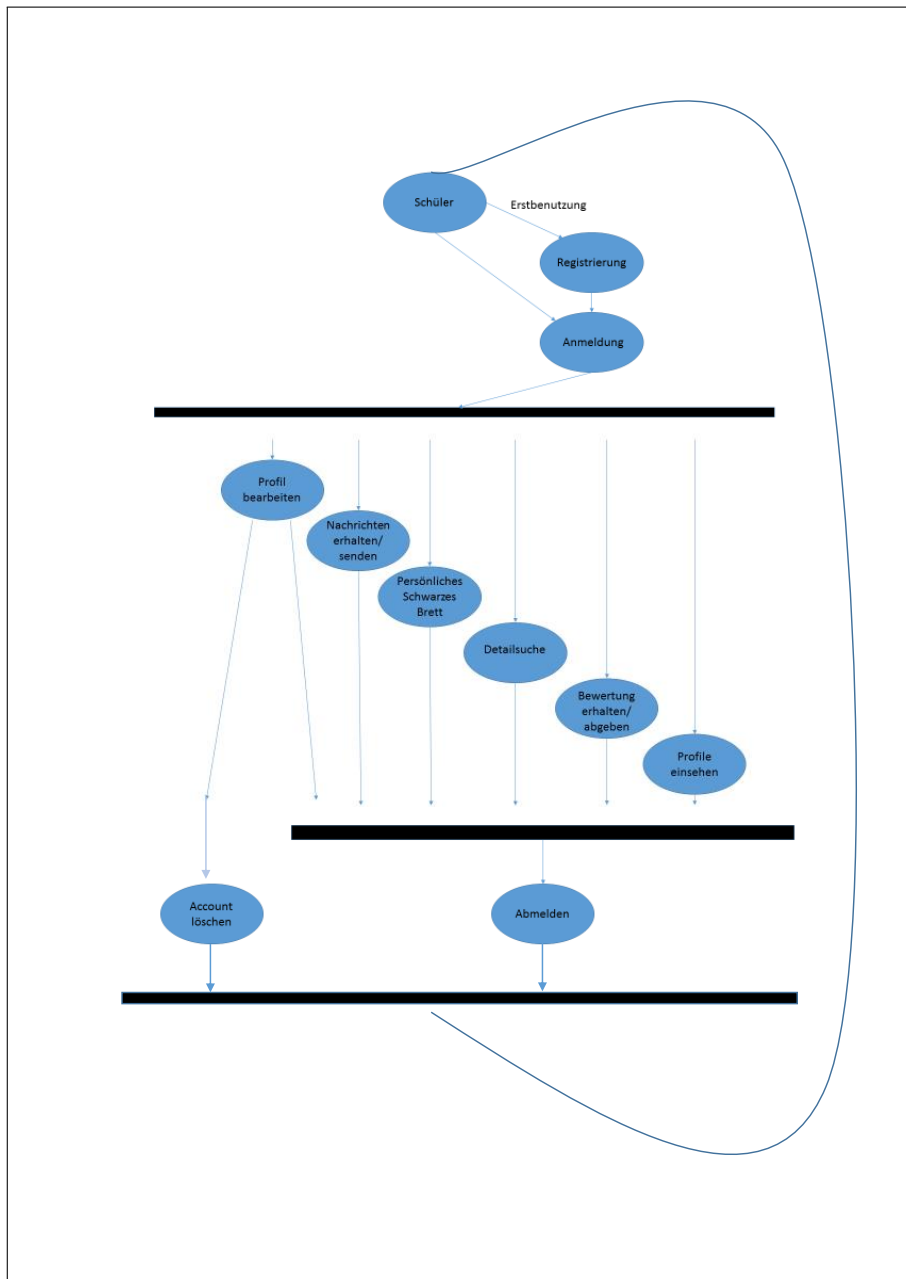 Schüler
Erstbenutzung
Registrierung
Anmeldung
Profil
bearbeiten
Nachrichten
erhalten/
senden
Persönliches
Schwarzes
Brett
Detailsuche
Bewertung
erhalten/
abgeben
Profile
einsehen
Account
löschen
Abmelden